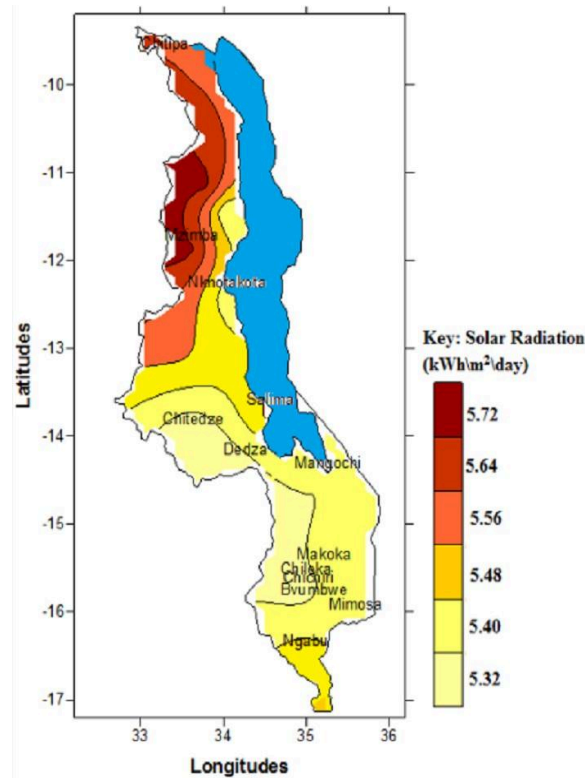 Chitipa
-10
-11
Mzimba
-12
Nkhotakota
-13
Salima
Chitedze
-14
Dedza
Mangochi
-15
Makoka
Chileka
Chichiri
Bvumbwe
-16
Mimosa
Ngabu
-17
33
34
35
36
Latitudes
Longitudes
Key: Solar Radiation
(kWh\m²\day)
5.72
5.64
5.56
5.48
5.40
5.32